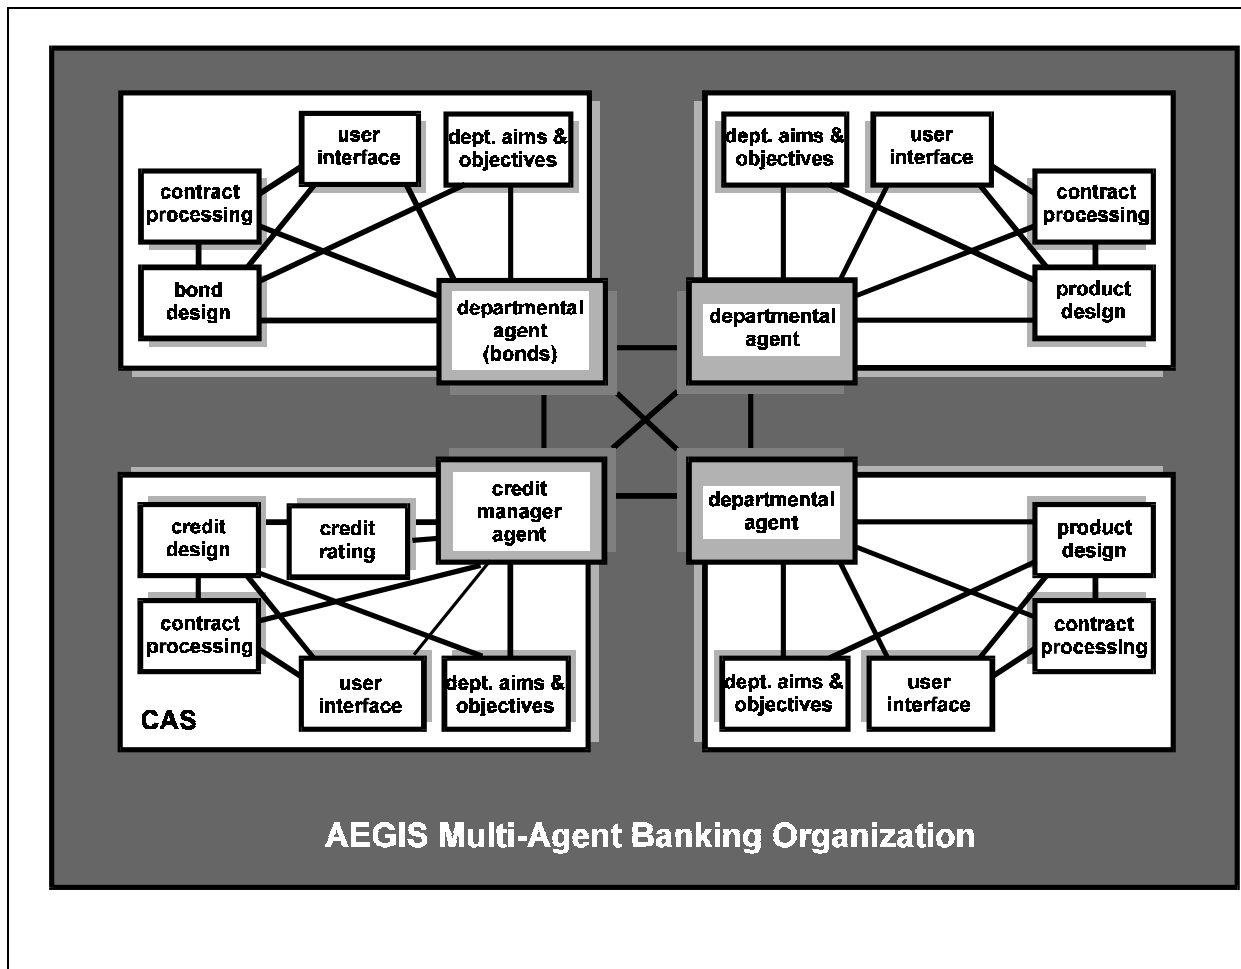 user
interface
dept. aims &
objectives
contract
processing
bond
design
departmental
agent
(bonds)
dept. aims &
objectives
user
interface
contract
processing
product
design
departmental
agent
credit
design
credit
rating
credit
manager
agent
contract
processing
user
interface
dept. aims &
objectives
CAS
departmental
agent
product
design
contract
processing
dept. aims &
objectives
user
interface
AEGIS Multi-Agent Banking Organization